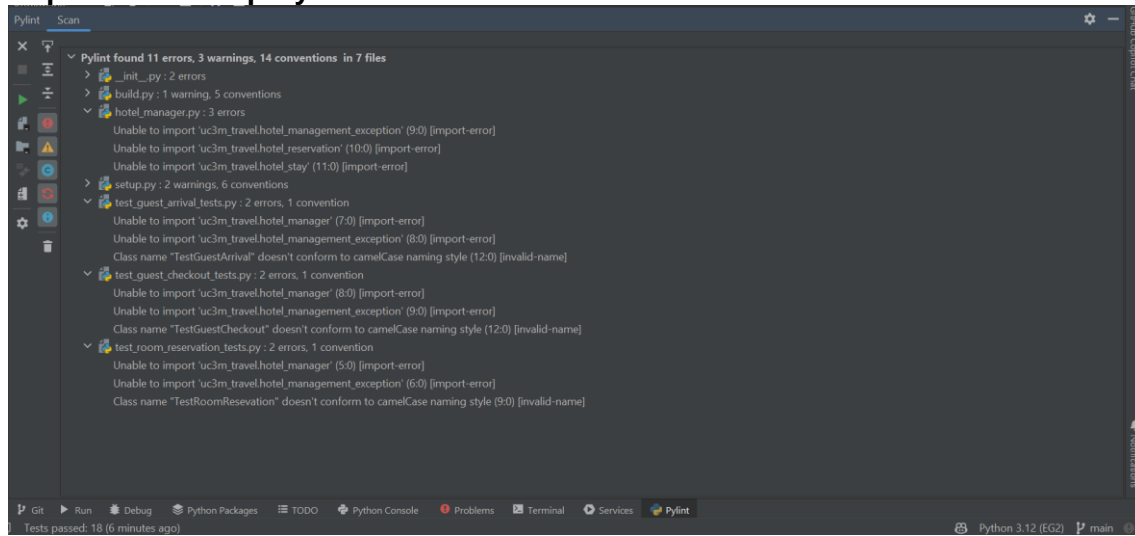 Pylint Scan
Pylint found 11 errors, 3 warnings, 14 conventions in 7 files
__init__.py : 2 errors
build.py : 1 warning, 5 conventions
hotel_manager.py : 3 errors
Unable to import 'uc3m_travel.hotel_management_exception' (9:0) [import-error]
Unable to import 'uc3m_travel.hotel_reservation' (10:0) [import-error]
Unable to import 'uc3m_travel.hotel_stay' (11:0) [import-error]
setup.py : 2 warnings, 6 conventions
test_guest_arrival_tests.py : 2 errors, 1 convention
Unable to import 'uc3m_travel.hotel_manager' (7:0) [import-error]
Unable to import 'uc3m_travel.hotel_management_exception' (8:0) [import-error]
Class name "TestGuestArrival" doesn't conform to camelCase naming style (12:0) [invalid-name]
test_guest_checkout_tests.py : 2 errors, 1 convention
Unable to import 'uc3m_travel.hotel_manager' (8:0) [import-error]
Unable to import 'uc3m_travel.hotel_management_exception' (9:0) [import-error]
Class name "TestGuestCheckout" doesn't conform to camelCase naming style (12:0) [invalid-name]
test_room_reservation_tests.py : 2 errors, 1 convention
Unable to import 'uc3m_travel.hotel_manager' (5:0) [import-error]
Unable to import 'uc3m_travel.hotel_management_exception' (6:0) [import-error]
Class name "TestRoomResevation" doesn't conform to camelCase naming style (9:0) [invalid-name]
GitHub Copilot Chat
Notifications
Git Run Debug Python Packages TODO Python Console Problems Terminal Services Pylint
Tests passed: 18 (6 minutes ago) Python 3.12 (EG2) main